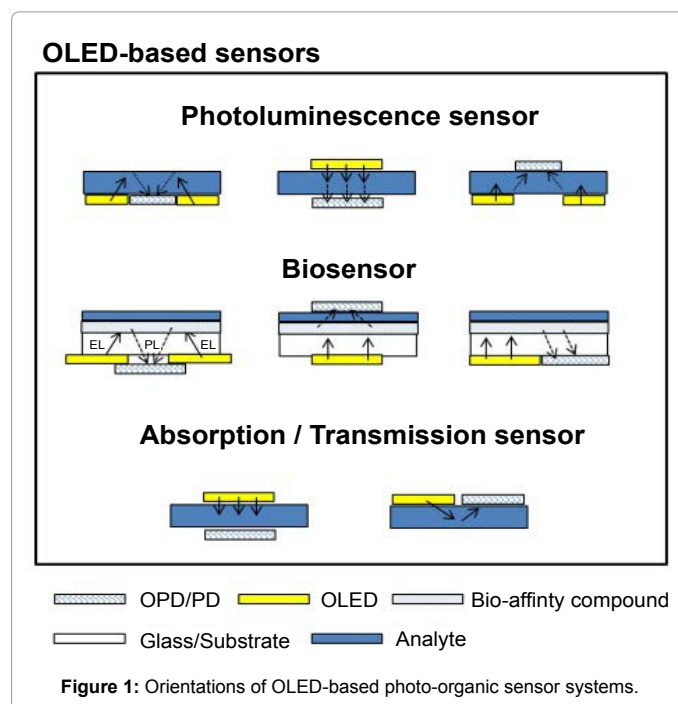 OLED-based sensors
Photoluminescence sensor
Biosensor
EL PL EL
Absorption / Transmission sensor
OPD/PD OLED Bio-affinty compound
Glass/Substrate Analyte
Figure 1: Orientations of OLED-based photo-organic sensor systems.